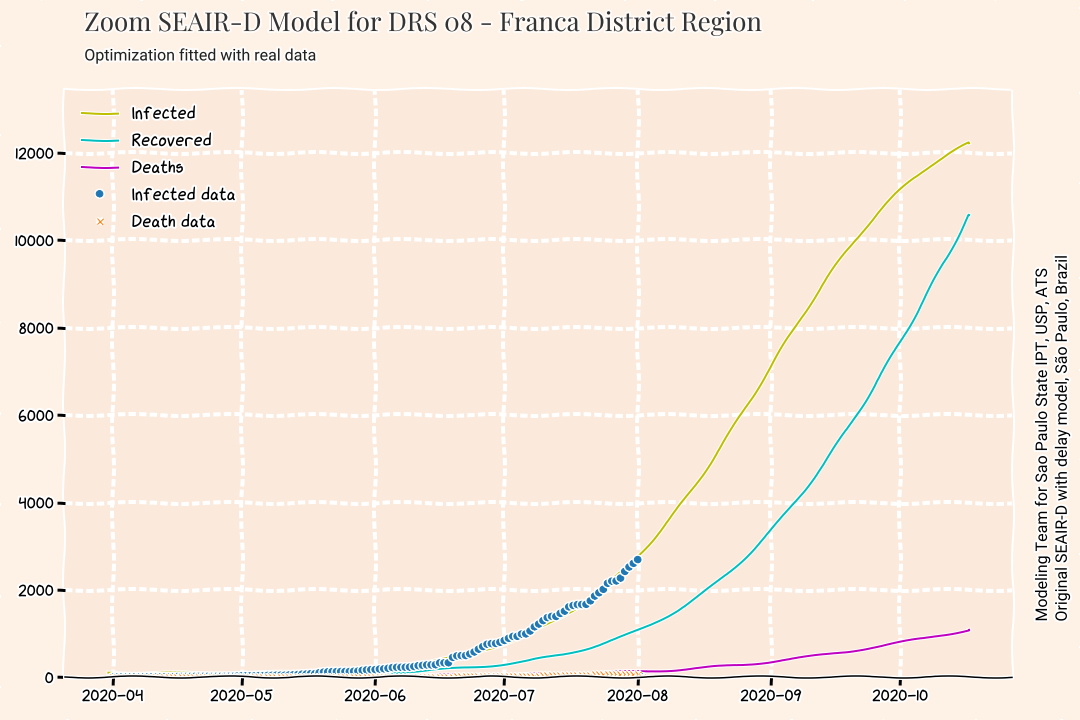 Zoom SEAIR-D Model for DRS 08 - Franca District Region
Optimization fitted with real data
Infected
Recovered
Deaths
Infected data
Death data
12000
10000
8000
6000
4000
2000
0
2020-04
2020-05
2020-06
2020-07
2020-08
2020-09
2020-10
Modeling Team for Sao Paulo State IPT, USP, ATS
Original SEAIR-D with delay model, São Paulo, Brazil